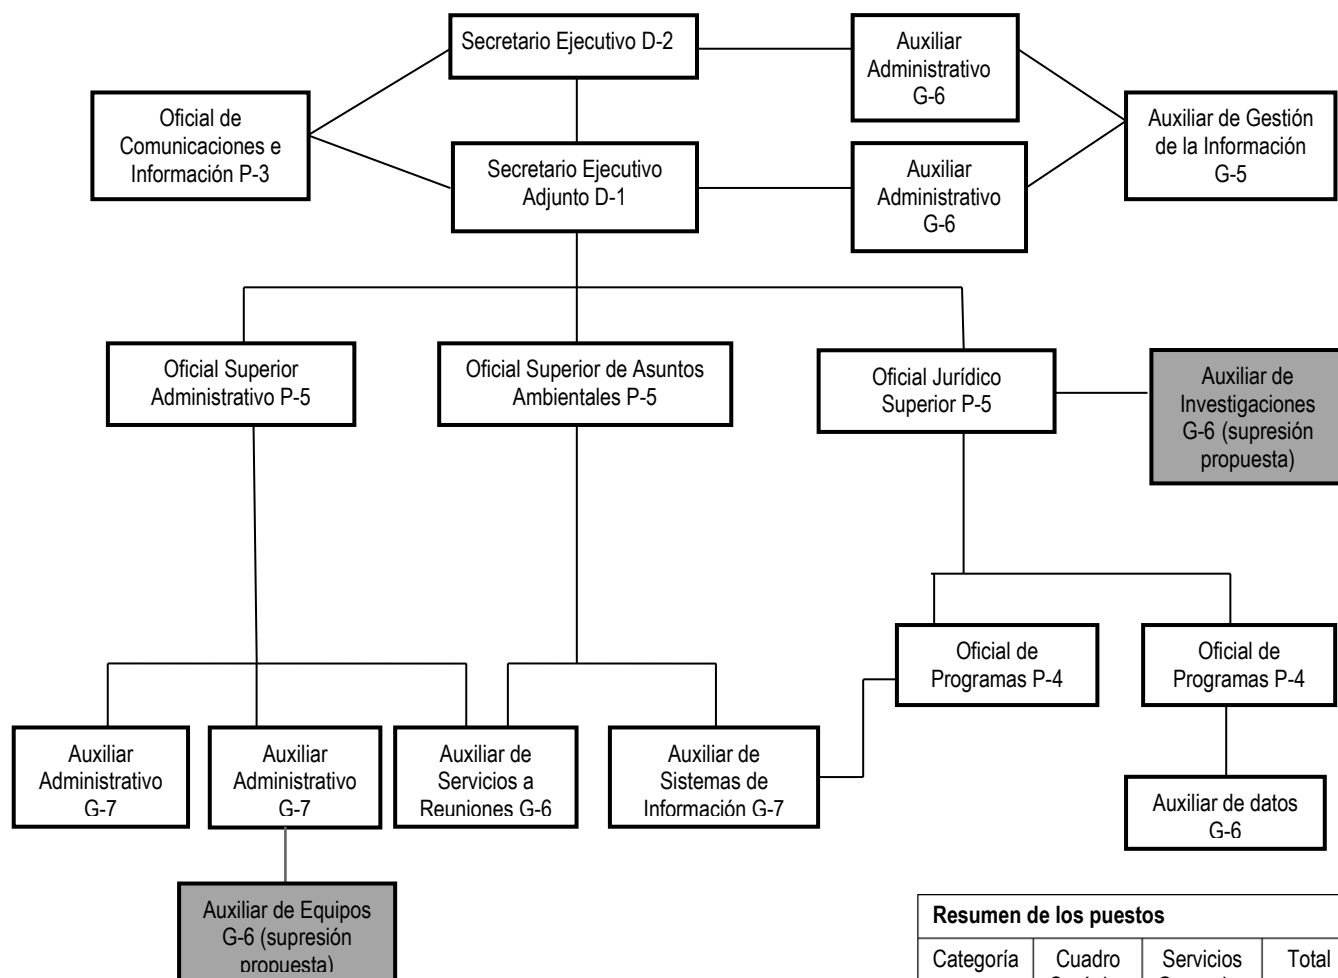 Secretario Ejecutivo D-2
Auxiliar
Administrativo
G-6
Oficial de
Comunicaciones e
Información P-3
Auxiliar de Gestión
de la Información
G-5
Secretario Ejecutivo
Adjunto D-1
Auxiliar
Administrativo
G-6
Oficial Superior
Administrativo P-5
Oficial Superior de Asuntos
Ambientales P-5
Oficial Jurídico
Superior P-5
Auxiliar de
Investigaciones
G-6 (supresión
propuesta)
Oficial de
Programas P-4
Oficial de
Programas P-4
Auxiliar
Administrativo
G-7
Auxiliar
Administrativo
G-7
Auxiliar de
Servicios a
Reuniones G-6
Auxiliar de
Sistemas de
Información G-7
Auxiliar de datos
G-6
Auxiliar de Equipos
G-6 (supresión
propuesta)
Resumen de los puestos
Categoría
Cuadro
Servicios
Total